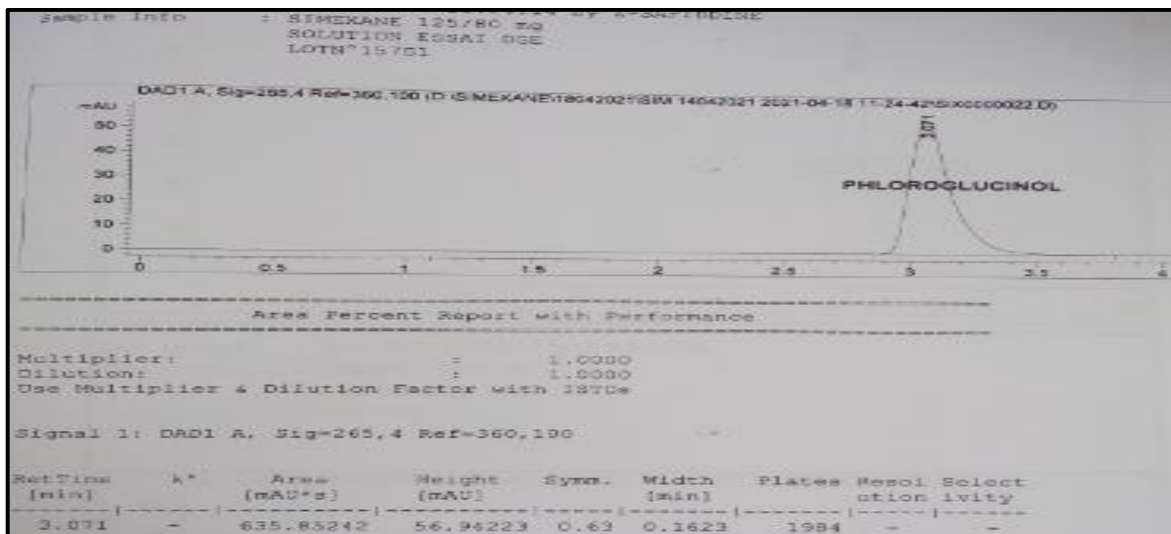 Sample Info : SIMEXANE 125/80 mg
SOLUTION ESSAI DSE
LOTN°15751
DAD1 A, Sig=265,4 Ref=360,100
mAU
50
40
30
20
10
0
3.071
PHLOROGLUCINOL
0 0.5 1 1.5 2 2.5 3 3.5 4
Area Percent Report with Performance
Multiplier: : 1.0000
Dilution: : 1.0000
Use Multiplier & Dilution Factor with ISTDs
Signal 1: DAD1 A, Sig=265,4 Ref=360,100
RetTime k' Area Height Symm. Width Plates Resol Select
[min] [mAU*s] [mAU] [min] ution ivity
3.071 - 635.85242 56.94223 0.63 0.1623 1984 - -